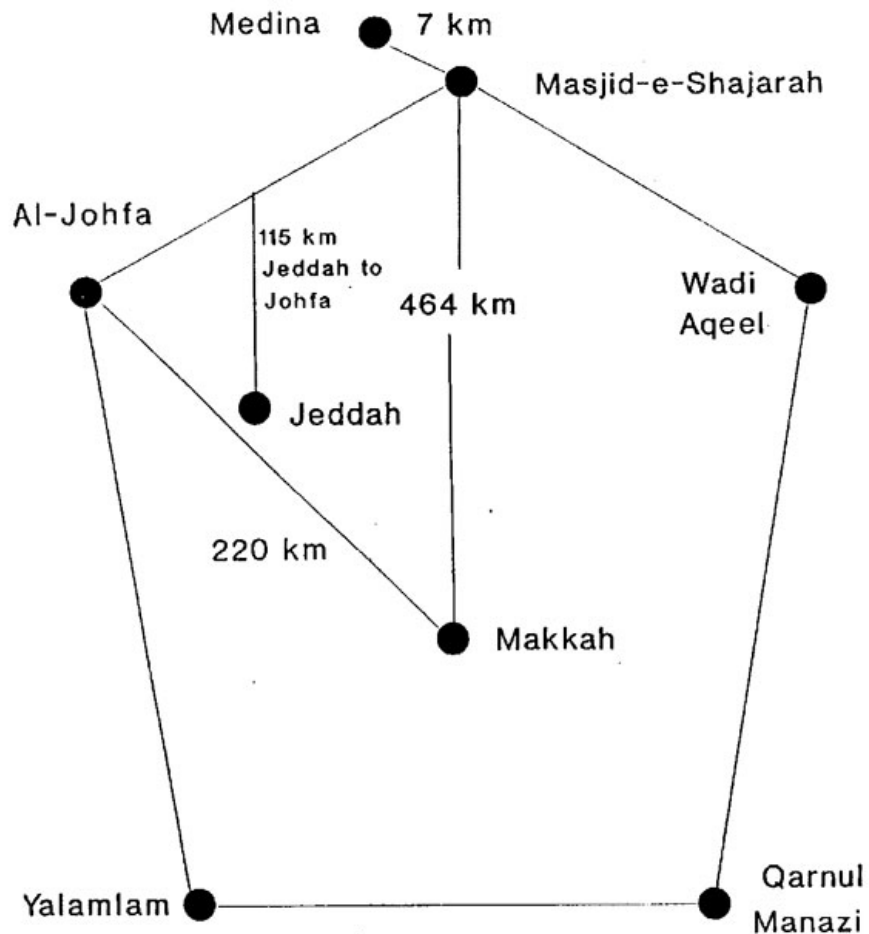 Medina
7 km
Masjid-e-Shajarah
Al-Johfa
115 km
Jeddah to
Johfa
464 km
Wadi
Aqeel
Jeddah
220 km
Makkah
Yalamlam
Qarnul
Manazi